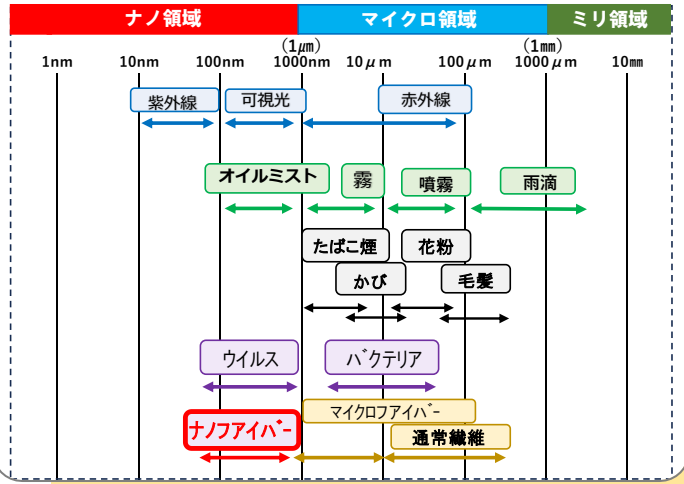 ナノ領域 マイクロ領域 ミリ領域
(1μm) (1㎜)
1nm 10nm 100nm 1000nm 10μm 100μm 1000μm 10㎜
紫外線 可視光 赤外線
オイルミスト 霧 噴霧 雨滴
たばこ煙 花粉
かび 毛髪
ウイルス バクテリア
マイクロファイバー
ナノファイバー 通常繊維